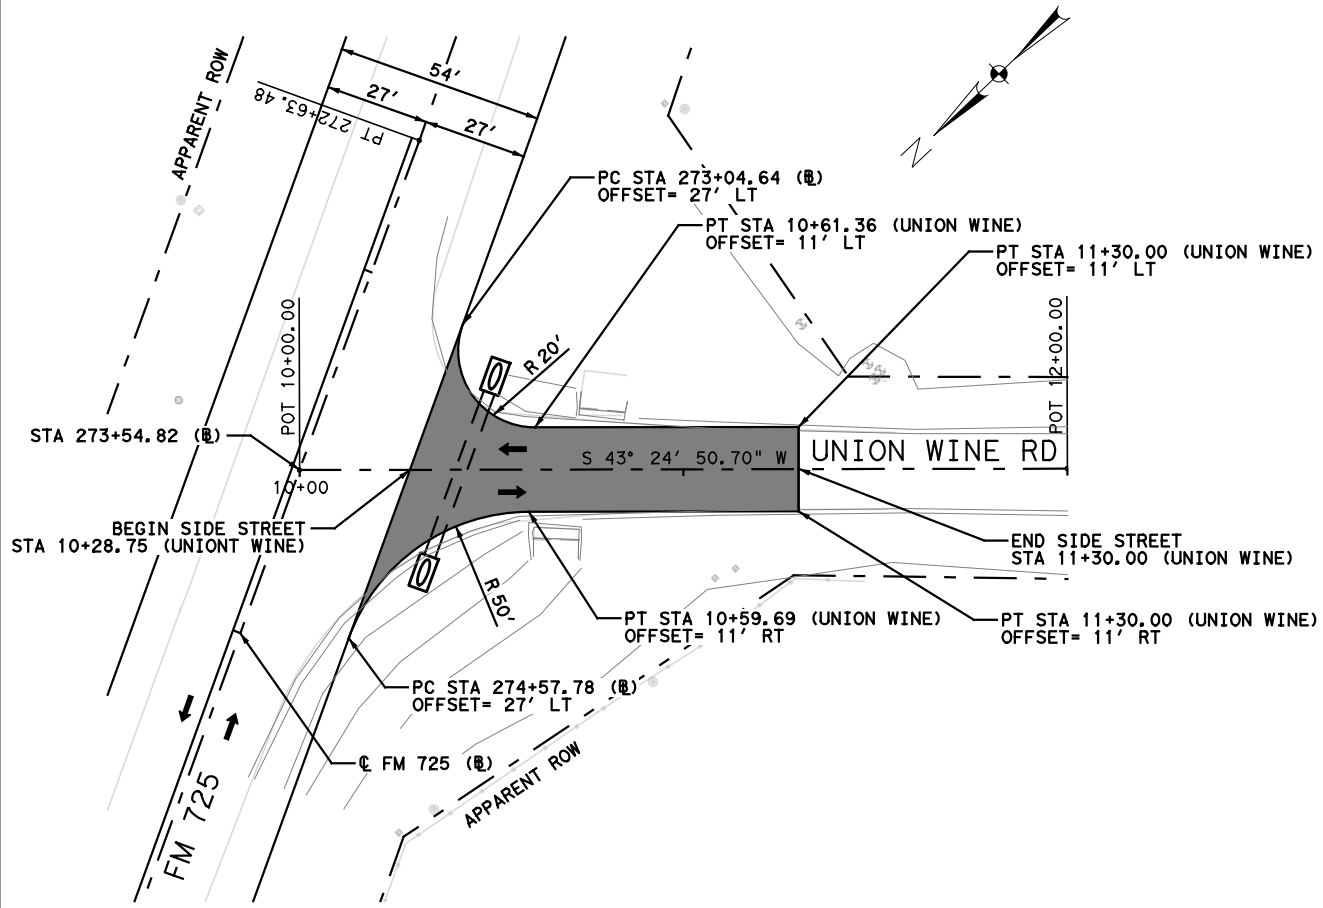 APPARENT ROW
54'
27'
27'
PT 272+63.48
N
PC STA 273+04.64 (BL)
OFFSET= 27' LT
PT STA 10+61.36 (UNION WINE)
OFFSET= 11' LT
PT STA 11+30.00 (UNION WINE)
OFFSET= 11' LT
POT 10+00.00
POT 12+00.00
R 20'
STA 273+54.82 (BL)
10+00
S 43° 24' 50.70" W
UNION WINE RD
BEGIN SIDE STREET
STA 10+28.75 (UNIONT WINE)
END SIDE STREET
STA 11+30.00 (UNION WINE)
R 50'
PT STA 10+59.69 (UNION WINE)
OFFSET= 11' RT
PT STA 11+30.00 (UNION WINE)
OFFSET= 11' RT
PC STA 274+57.78 (BL)
OFFSET= 27' LT
CL FM 725 (BL)
FM 725
APPARENT ROW